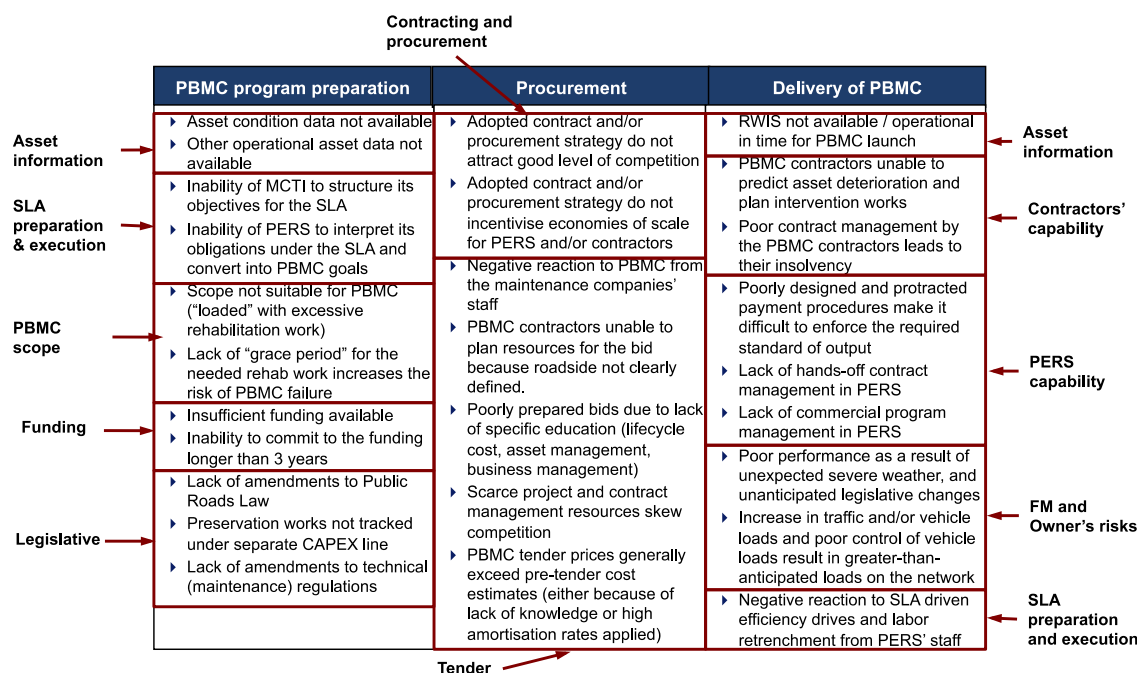 Contracting and
procurement
PBMC program preparation
Procurement
Delivery of PBMC
Asset
information
Asset condition data not available
Other operational asset data not
available
SLA
preparation
& execution
Inability of MCTI to structure its
objectives for the SLA
Inability of PERS to interpret its
obligations under the SLA and
convert into PBMC goals
PBMC
scope
Scope not suitable for PBMC
(“loaded” with excessive
rehabilitation work)
Lack of “grace period” for the
needed rehab work increases the
risk of PBMC failure
Funding
Insufficient funding available
Inability to commit to the funding
longer than 3 years
Legislative
Lack of amendments to Public
Roads Law
Preservation works not tracked
under separate CAPEX line
Lack of amendments to technical
(maintenance) regulations
Adopted contract and/or
procurement strategy do not
attract good level of competition
Adopted contract and/or
procurement strategy do not
incentivise economies of scale
for PERS and/or contractors
Negative reaction to PBMC from
the maintenance companies’
staff
PBMC contractors unable to
plan resources for the bid
because roadside not clearly
defined.
Poorly prepared bids due to lack
of specific education (lifecycle
cost, asset management,
business management)
Scarce project and contract
management resources skew
competition
PBMC tender prices generally
exceed pre-tender cost
estimates (either because of
lack of knowledge or high
amortisation rates applied)
Tender
RWIS not available / operational
in time for PBMC launch
Asset
information
PBMC contractors unable to
predict asset deterioration and
plan intervention works
Poor contract management by
the PBMC contractors leads to
their insolvency
Contractors’
capability
Poorly designed and protracted
payment procedures make it
difficult to enforce the required
standard of output
Lack of hands-off contract
management in PERS
Lack of commercial program
management in PERS
PERS
capability
Poor performance as a result of
unexpected severe weather, and
unanticipated legislative changes
Increase in traffic and/or vehicle
loads and poor control of vehicle
loads result in greater-than-
anticipated loads on the network
FM and
Owner’s risks
Negative reaction to SLA driven
efficiency drives and labor
retrenchment from PERS’ staff
SLA
preparation
and execution